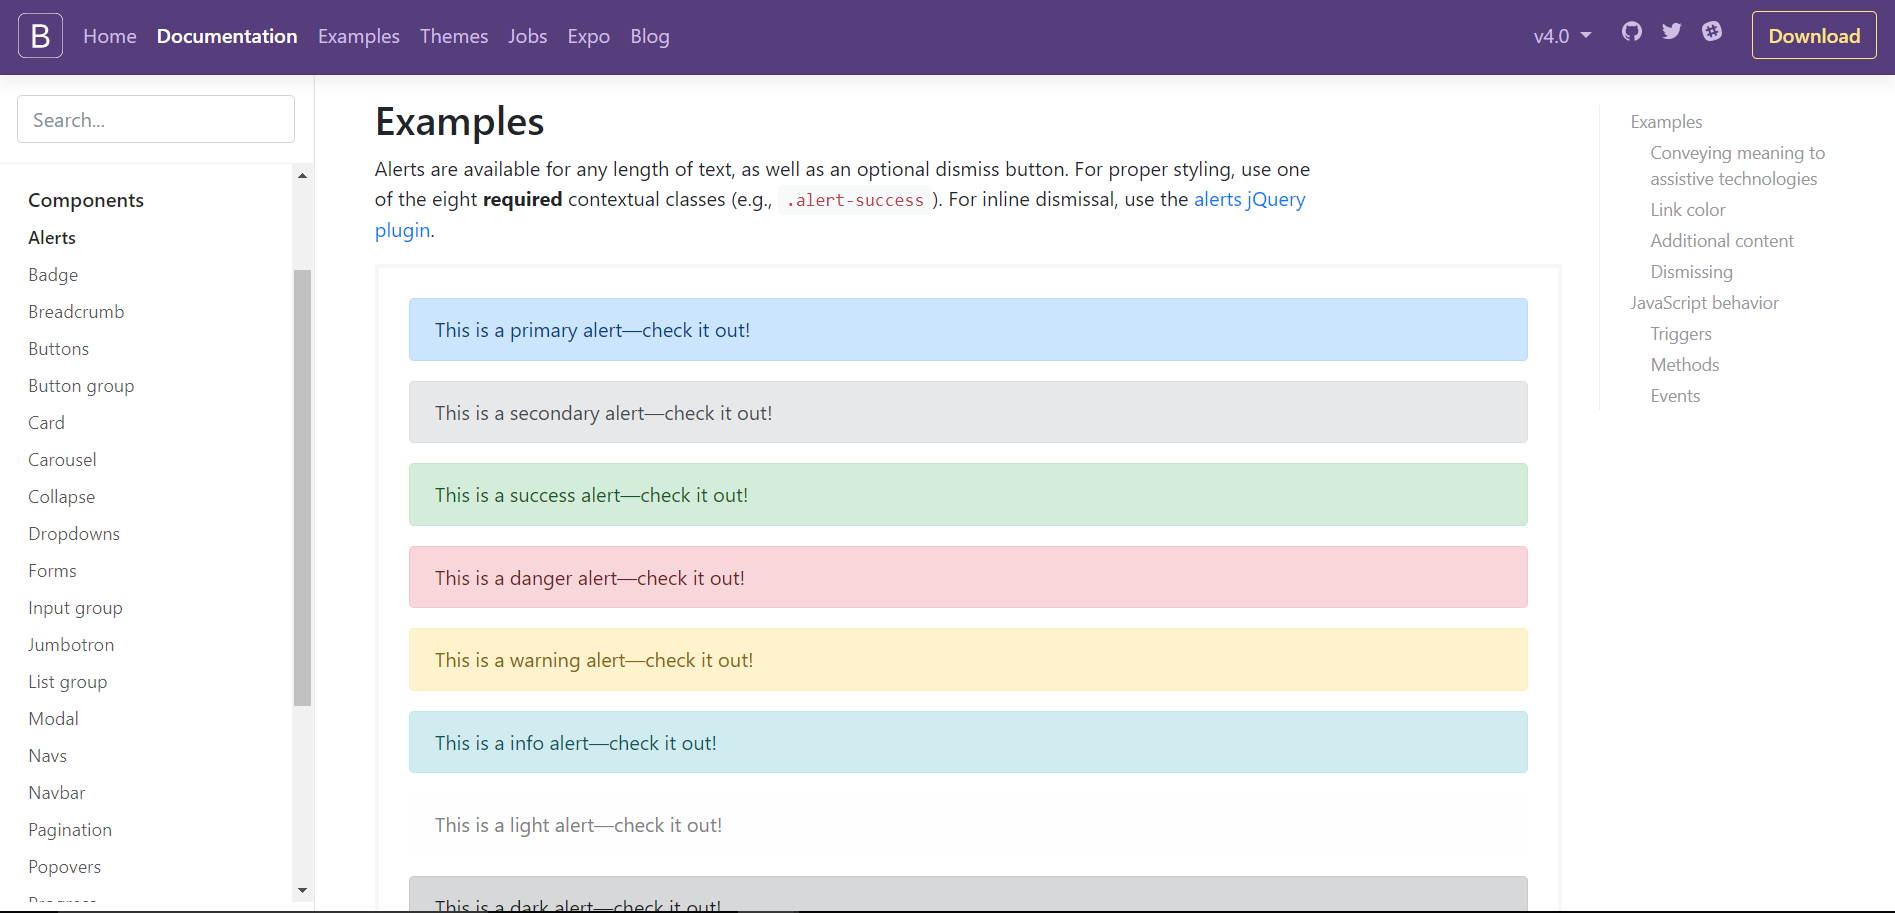 B Home Documentation Examples Themes Jobs Expo Blog v4.0 Download
Search...
Components
Alerts
Badge
Breadcrumb
Buttons
Button group
Card
Carousel
Collapse
Dropdowns
Forms
Input group
Jumbotron
List group
Modal
Navs
Navbar
Pagination
Popovers
Progress
Examples
Alerts are available for any length of text, as well as an optional dismiss button. For proper styling, use one
of the eight required contextual classes (e.g., .alert-success ). For inline dismissal, use the alerts jQuery
plugin.
This is a primary alert—check it out!
This is a secondary alert—check it out!
This is a success alert—check it out!
This is a danger alert—check it out!
This is a warning alert—check it out!
This is a info alert—check it out!
This is a light alert—check it out!
This is a dark alert—check it out!
Examples
Conveying meaning to
assistive technologies
Link color
Additional content
Dismissing
JavaScript behavior
Triggers
Methods
Events